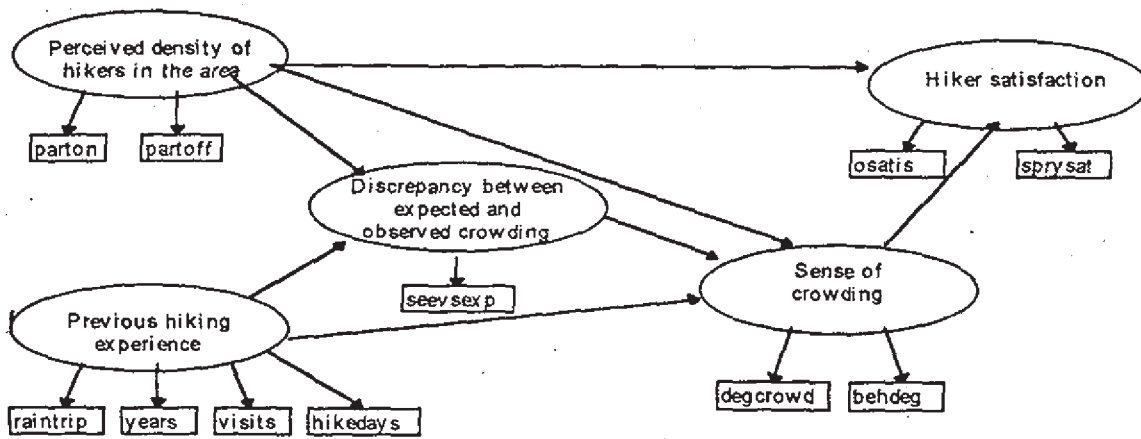 Perceived density of
hikers in the area
Hiker satisfaction
parton
partoff
osatis
sprysat
Discrepancy between
expected and
observed crowding
seevsexp
Sense of
crowding
Previous hiking
experience
degcrowd
behdeg
raintrip
years
visits
hikedays